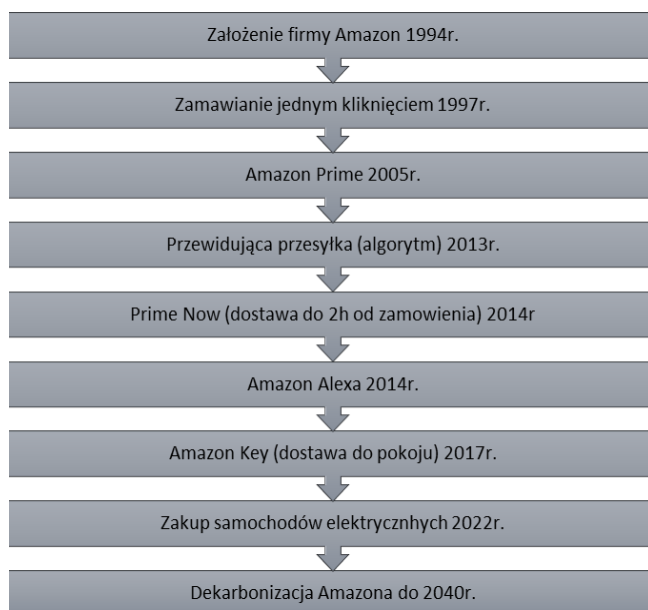 Założenie firmy Amazon 1994r.
Zamawianie jednym kliknięciem 1997r.
Amazon Prime 2005r.
Przewidująca przesyłka (algorytm) 2013r.
Prime Now (dostawa do 2h od zamowienia) 2014r
Amazon Alexa 2014r.
Amazon Key (dostawa do pokoju) 2017r.
Zakup samochodów elektrycznhych 2022r.
Dekarbonizacja Amazona do 2040r.